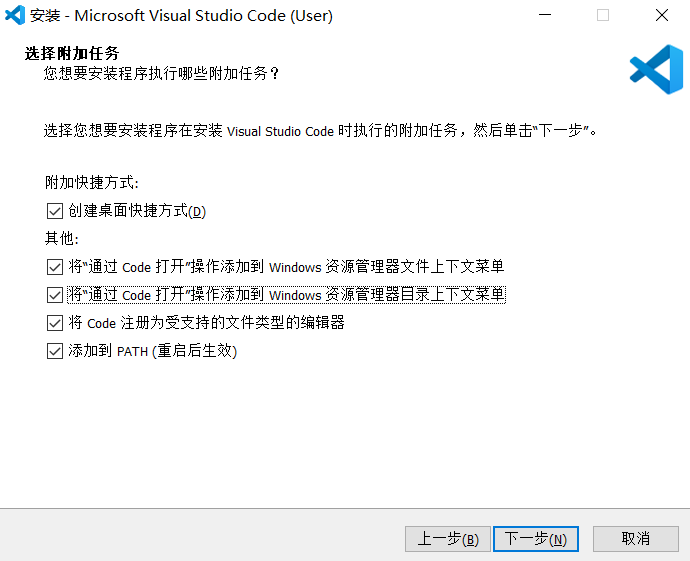 安装 - Microsoft Visual Studio Code (User)
选择附加任务
您想要安装程序执行哪些附加任务？
选择您想要安装程序在安装 Visual Studio Code 时执行的附加任务，然后单击“下一步”。
附加快捷方式:
创建桌面快捷方式(D)
其他:
将“通过 Code 打开”操作添加到 Windows 资源管理器文件上下文菜单
将“通过 Code 打开”操作添加到 Windows 资源管理器目录上下文菜单
将 Code 注册为受支持的文件类型的编辑器
添加到 PATH (重启后生效)
上一步(B) 下一步(N) 取消